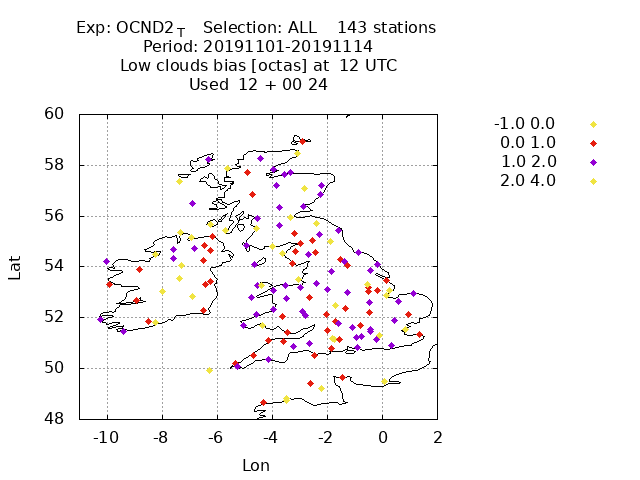 Exp: OCND2T Selection: ALL 143 stations
Period: 20191101-20191114
Low clouds bias [octas] at 12 UTC
Used 12 + 00 24
-1.0 0.0
0.0 1.0
1.0 2.0
2.0 4.0
60
58
56
54
52
50
48
Lat
-10 -8 -6 -4 -2 0 2
Lon